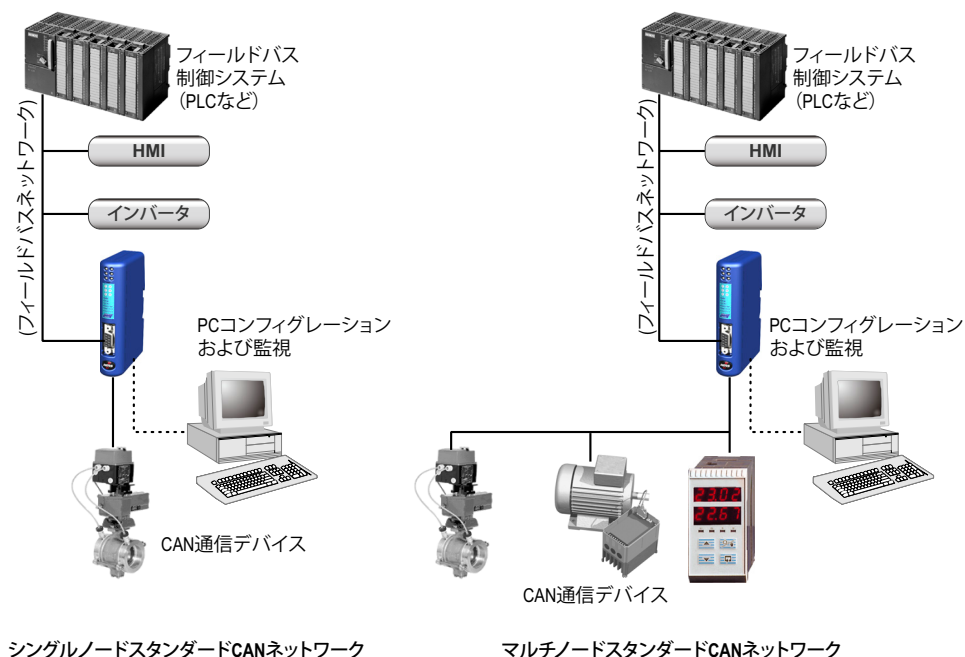 フィールドバス
制御システム
(PLCなど)
(フィールドバスネットワーク)
HMI
インバータ
PCコンフィグレーション
および監視
CAN通信デバイス
シングルノードスタンダードCANネットワーク
フィールドバス
制御システム
(PLCなど)
(フィールドバスネットワーク)
HMI
インバータ
PCコンフィグレーション
および監視
23.02
22.67
CAN通信デバイス
マルチノードスタンダードCANネットワーク